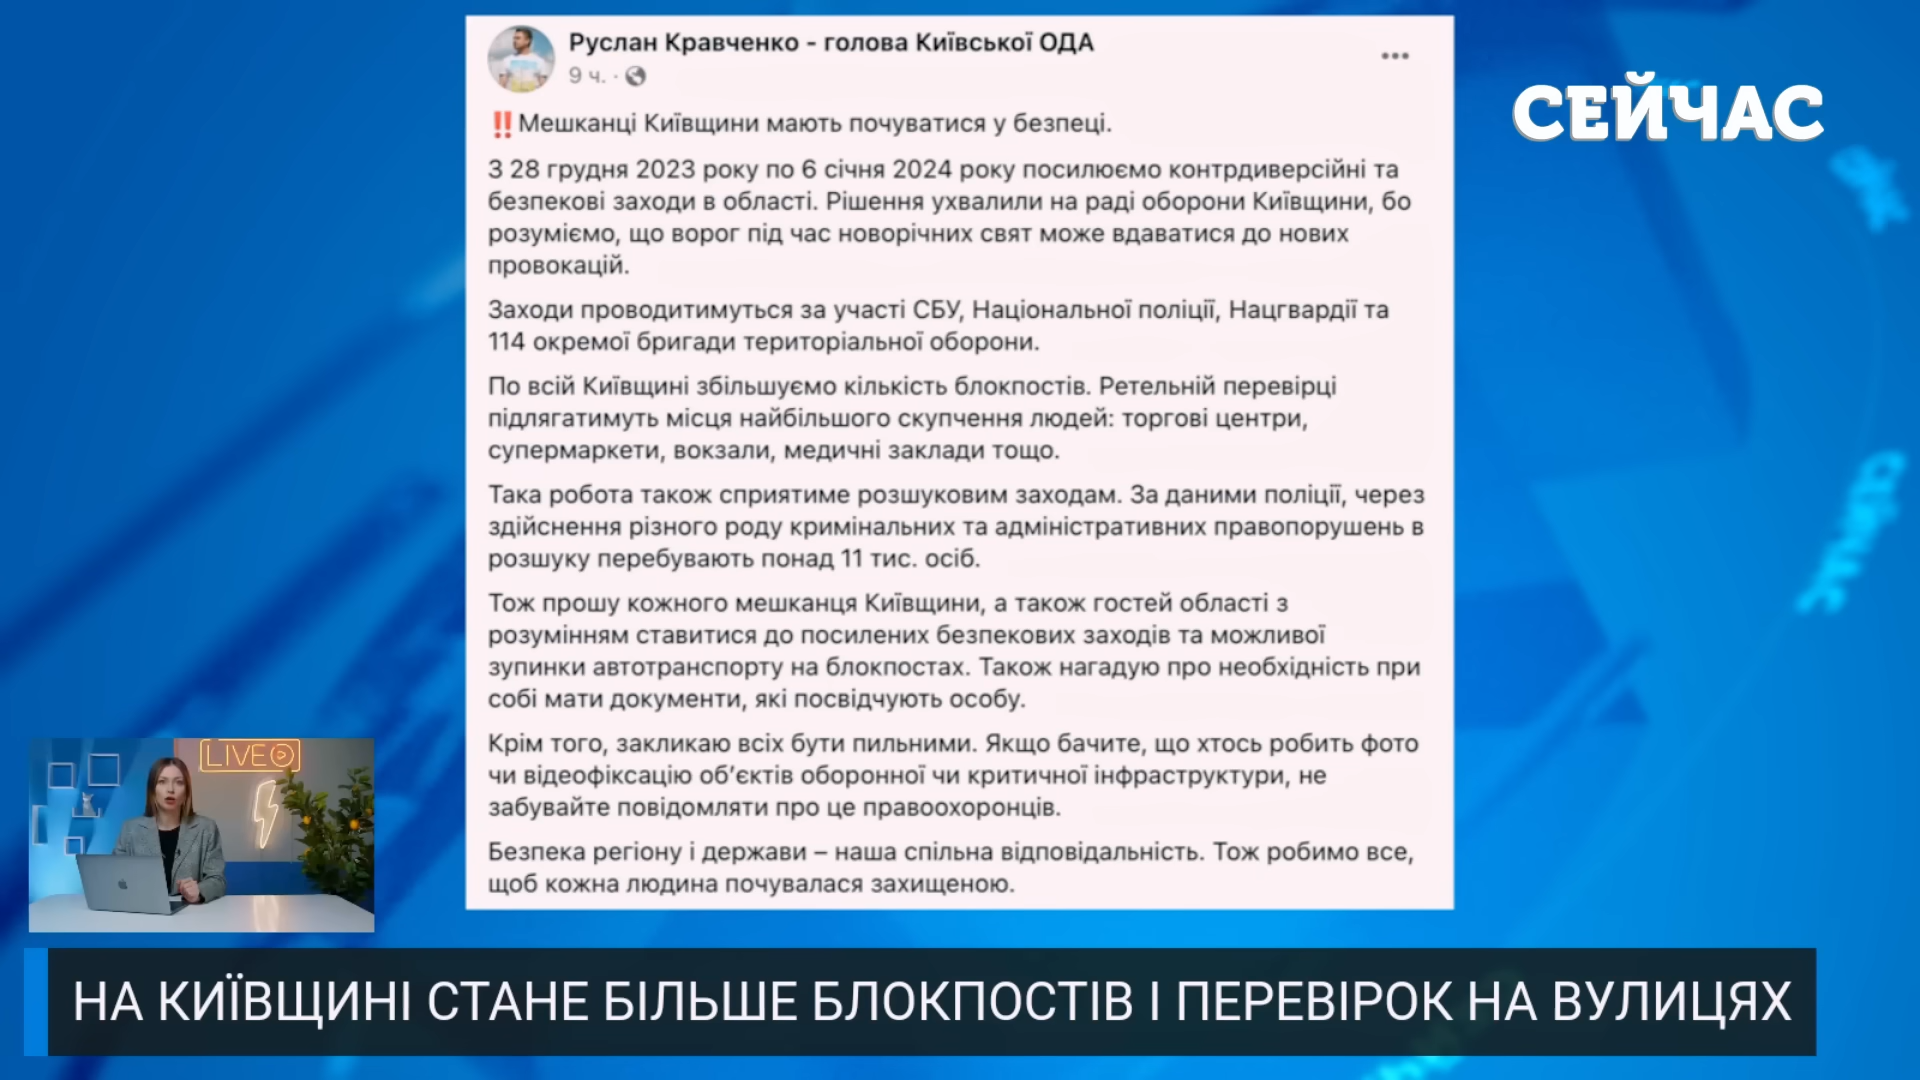 Руслан Кравченко - голова Київської ОДА
9 ч. ·
СЕЙЧАС
‼️Мешканці Київщини мають почуватися у безпеці.
З 28 грудня 2023 року по 6 січня 2024 року посилюємо контрдиверсійні та
безпекові заходи в області. Рішення ухвалили на раді оборони Київщини, бо
розуміємо, що ворог під час новорічних свят може вдаватися до нових
провокацій.
Заходи проводитимуться за участі СБУ, Національної поліції, Нацгвардії та
114 окремої бригади територіальної оборони.
По всій Київщині збільшуємо кількість блокпостів. Ретельній перевірці
підлягатимуть місця найбільшого скупчення людей: торгові центри,
супермаркети, вокзали, медичні заклади тощо.
Така робота також сприятиме розшуковим заходам. За даними поліції, через
здійснення різного роду кримінальних та адміністративних правопорушень в
розшуку перебувають понад 11 тис. осіб.
Тож прошу кожного мешканця Київщини, а також гостей області з
розумінням ставитися до посилених безпекових заходів та можливої
зупинки автотранспорту на блокпостах. Також нагадую про необхідність при
собі мати документи, які посвідчують особу.
Крім того, закликаю всіх бути пильними. Якщо бачите, що хтось робить фото
чи відеофіксацію об’єктів оборонної чи критичної інфраструктури, не
забувайте повідомляти про це правоохоронців.
Безпека регіону і держави – наша спільна відповідальність. Тож робимо все,
щоб кожна людина почувалася захищеною.
LIVE
НА КИЇВЩИНІ СТАНЕ БІЛЬШЕ БЛОКПОСТІВ І ПЕРЕВІРОК НА ВУЛИЦЯХ